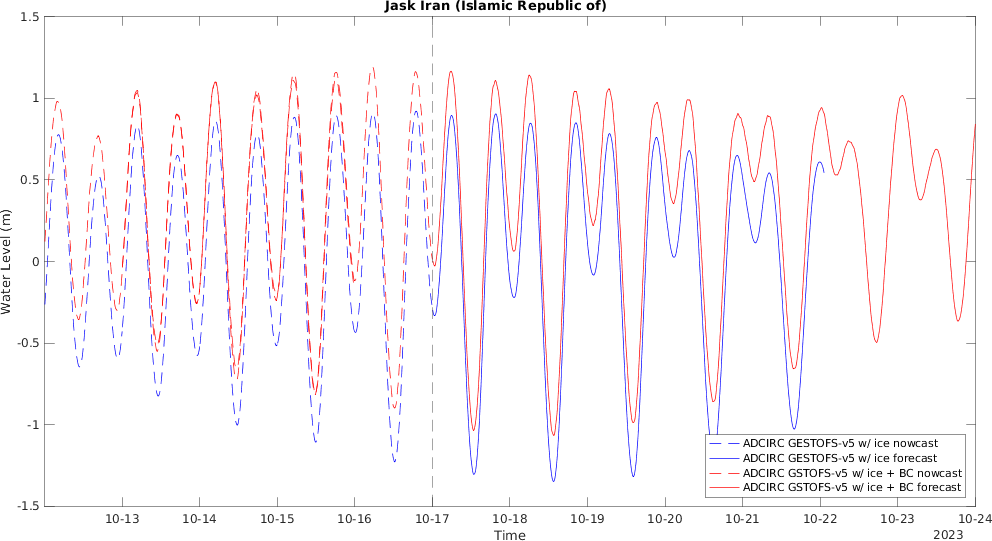 Jask Iran (Islamic Republic of)
1.5
1
0.5
0
-0.5
-1
-1.5
Water Level (m)
ADCIRC GESTOFS-v5 w/ ice nowcast
ADCIRC GESTOFS-v5 w/ ice forecast
ADCIRC GSTOFS-v5 w/ ice + BC nowcast
ADCIRC GSTOFS-v5 w/ ice + BC forecast
10-13 10-14 10-15 10-16 10-17 10-18 10-19 10-20 10-21 10-22 10-23 10-24
Time
2023